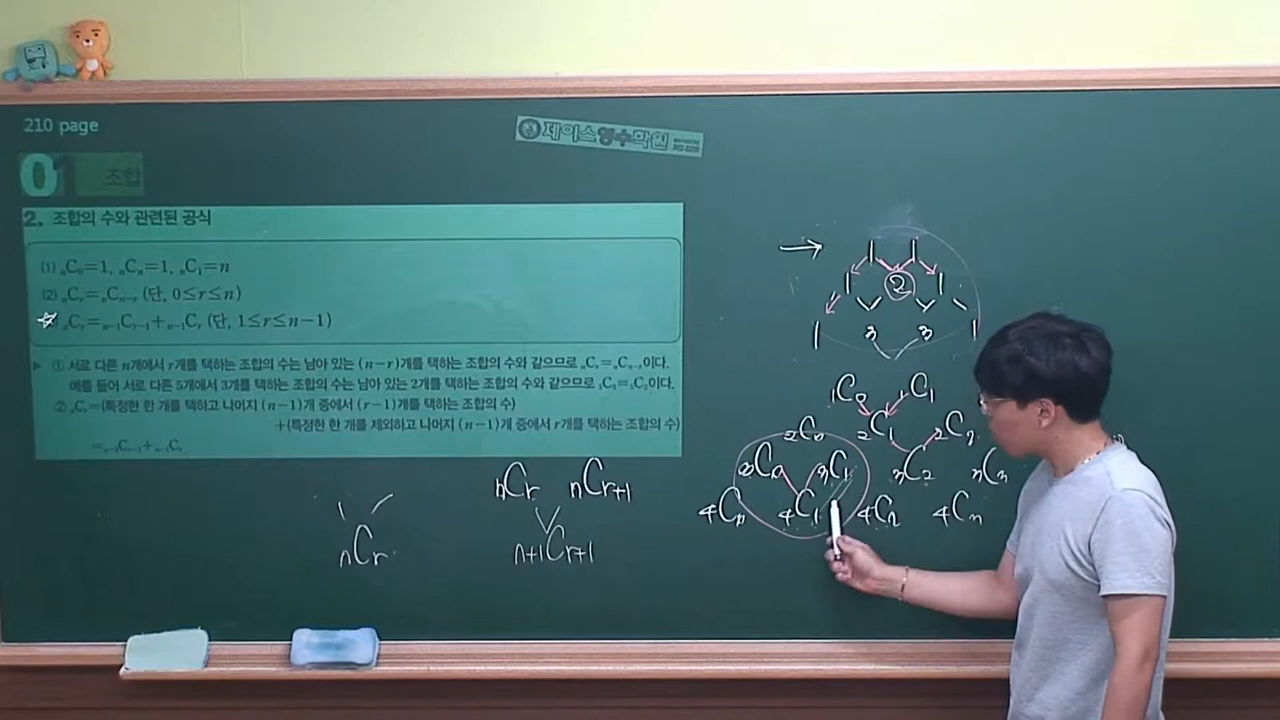 210 page
제이스영수학원
01 조합
2. 조합의 수와 관련된 공식
(1) ₙC₀=1, ₙCₙ=1, ₙC₁=n
(2) ₙCᵣ=ₙCₙ₋ᵣ (단, 0≤r≤n)
☆ ₙCᵣ=ₙ₋₁Cᵣ₋₁+ₙ₋₁Cᵣ (단, 1≤r≤n-1)
▶ ① 서로 다른 n개에서 r개를 택하는 조합의 수는 남아 있는 (n-r)개를 택하는 조합의 수와 같으므로 ₙCᵣ=ₙCₙ₋ᵣ이다.
예를 들어 서로 다른 5개에서 3개를 택하는 조합의 수는 남아 있는 2개를 택하는 조합의 수와 같으므로 ₅C₃=₅C₂이다.
② ₙCᵣ=(특정한 한 개를 택하고 나머지 (n-1)개 중에서 (r-1)개를 택하는 조합의 수)
+(특정한 한 개를 제외하고 나머지 (n-1)개 중에서 r개를 택하는 조합의 수)
=ₙ₋₁Cᵣ₋₁+ₙ₋₁Cᵣ
nCr
nCr nCr+1
n+1Cr+1
→ 1 1
1 2 1
1 3 3 1
₁C₀ ₁C₁
₂C₀ ₂C₁ ₂C₂
₃C₀ ₃C₁ ₃C₂ ₃C₃
₄C₀ ₄C₁ ₄C₂ ₄C₃